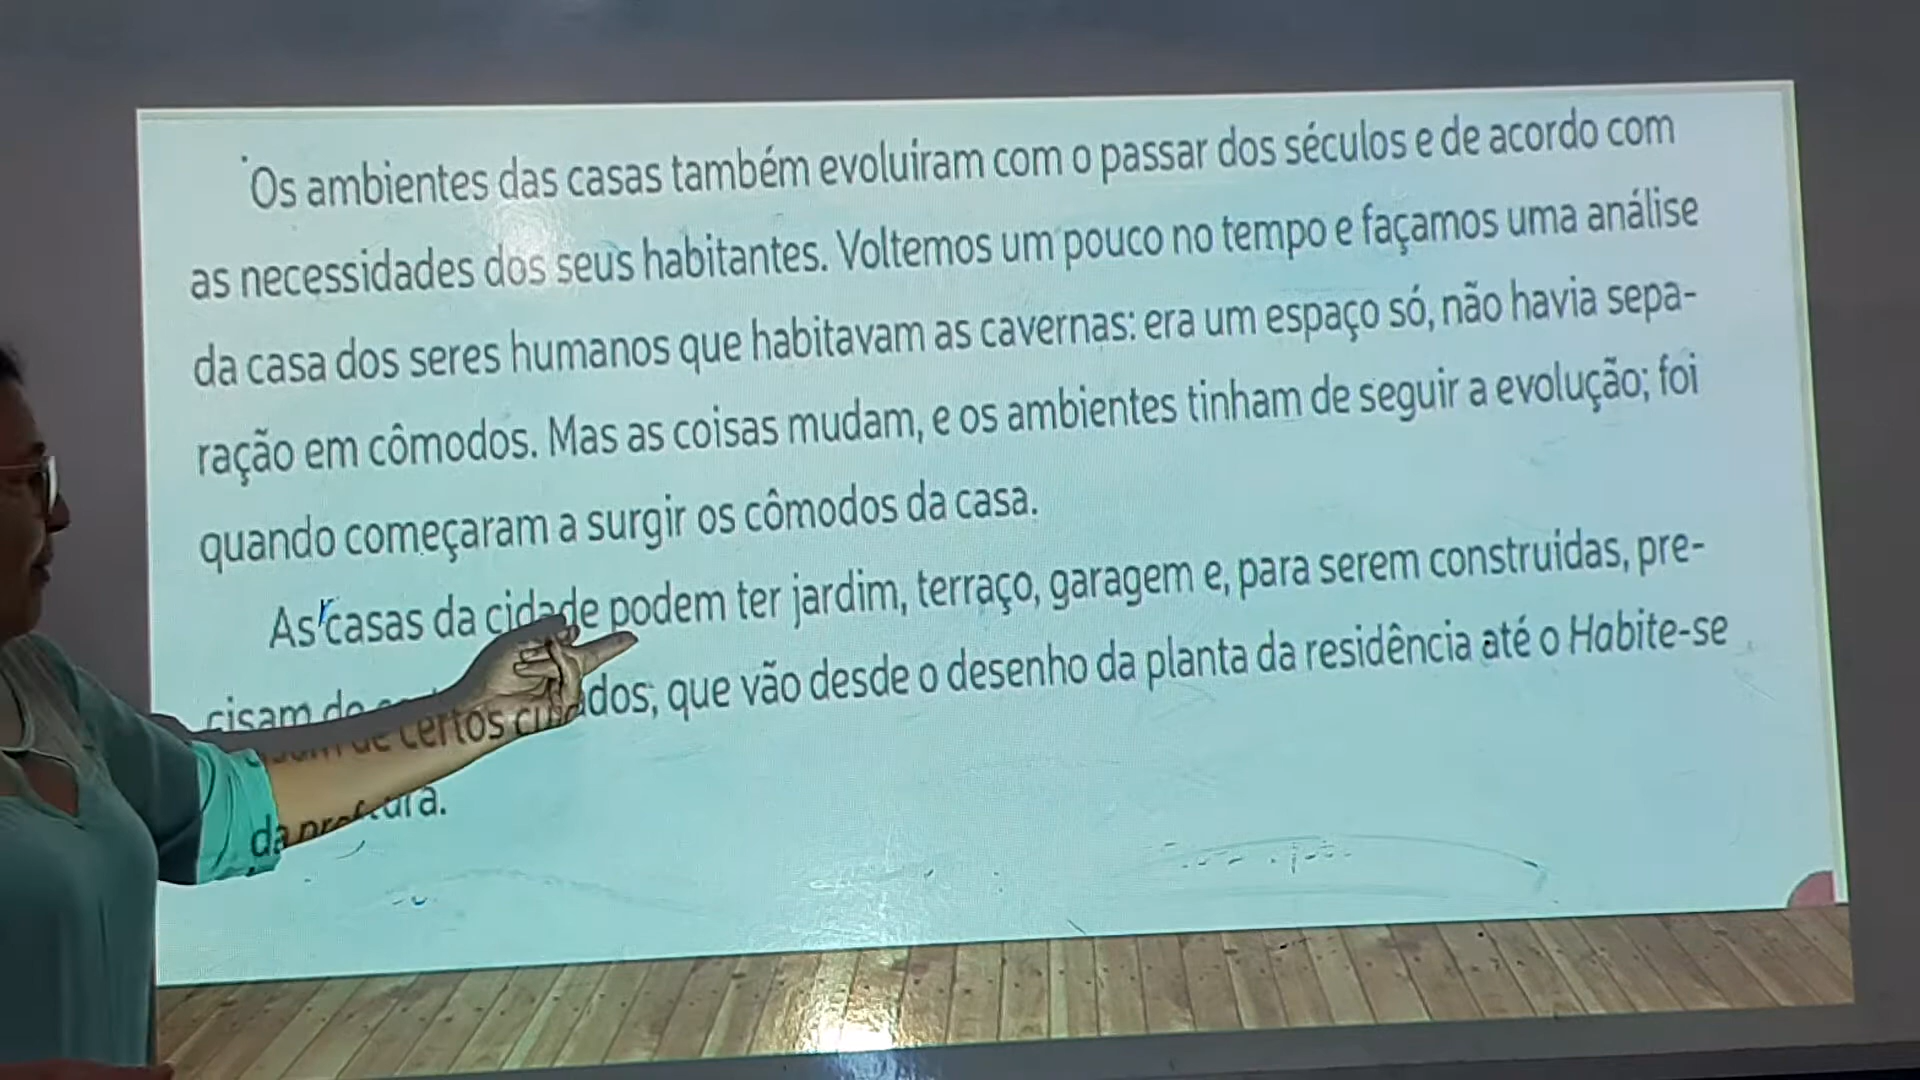 Os ambientes das casas também evoluíram com o passar dos séculos e de acordo com
as necessidades dos seus habitantes. Voltemos um pouco no tempo e façamos uma análise
da casa dos seres humanos que habitavam as cavernas: era um espaço só, não havia sepa-
ração em cômodos. Mas as coisas mudam, e os ambientes tinham de seguir a evolução; foi
quando começaram a surgir os cômodos da casa.
As casas da cidade podem ter jardim, terraço, garagem e, para serem construídas, pre-
cisam de certos cuidados; que vão desde o desenho da planta da residência até o Habite-se
da prefeitura.